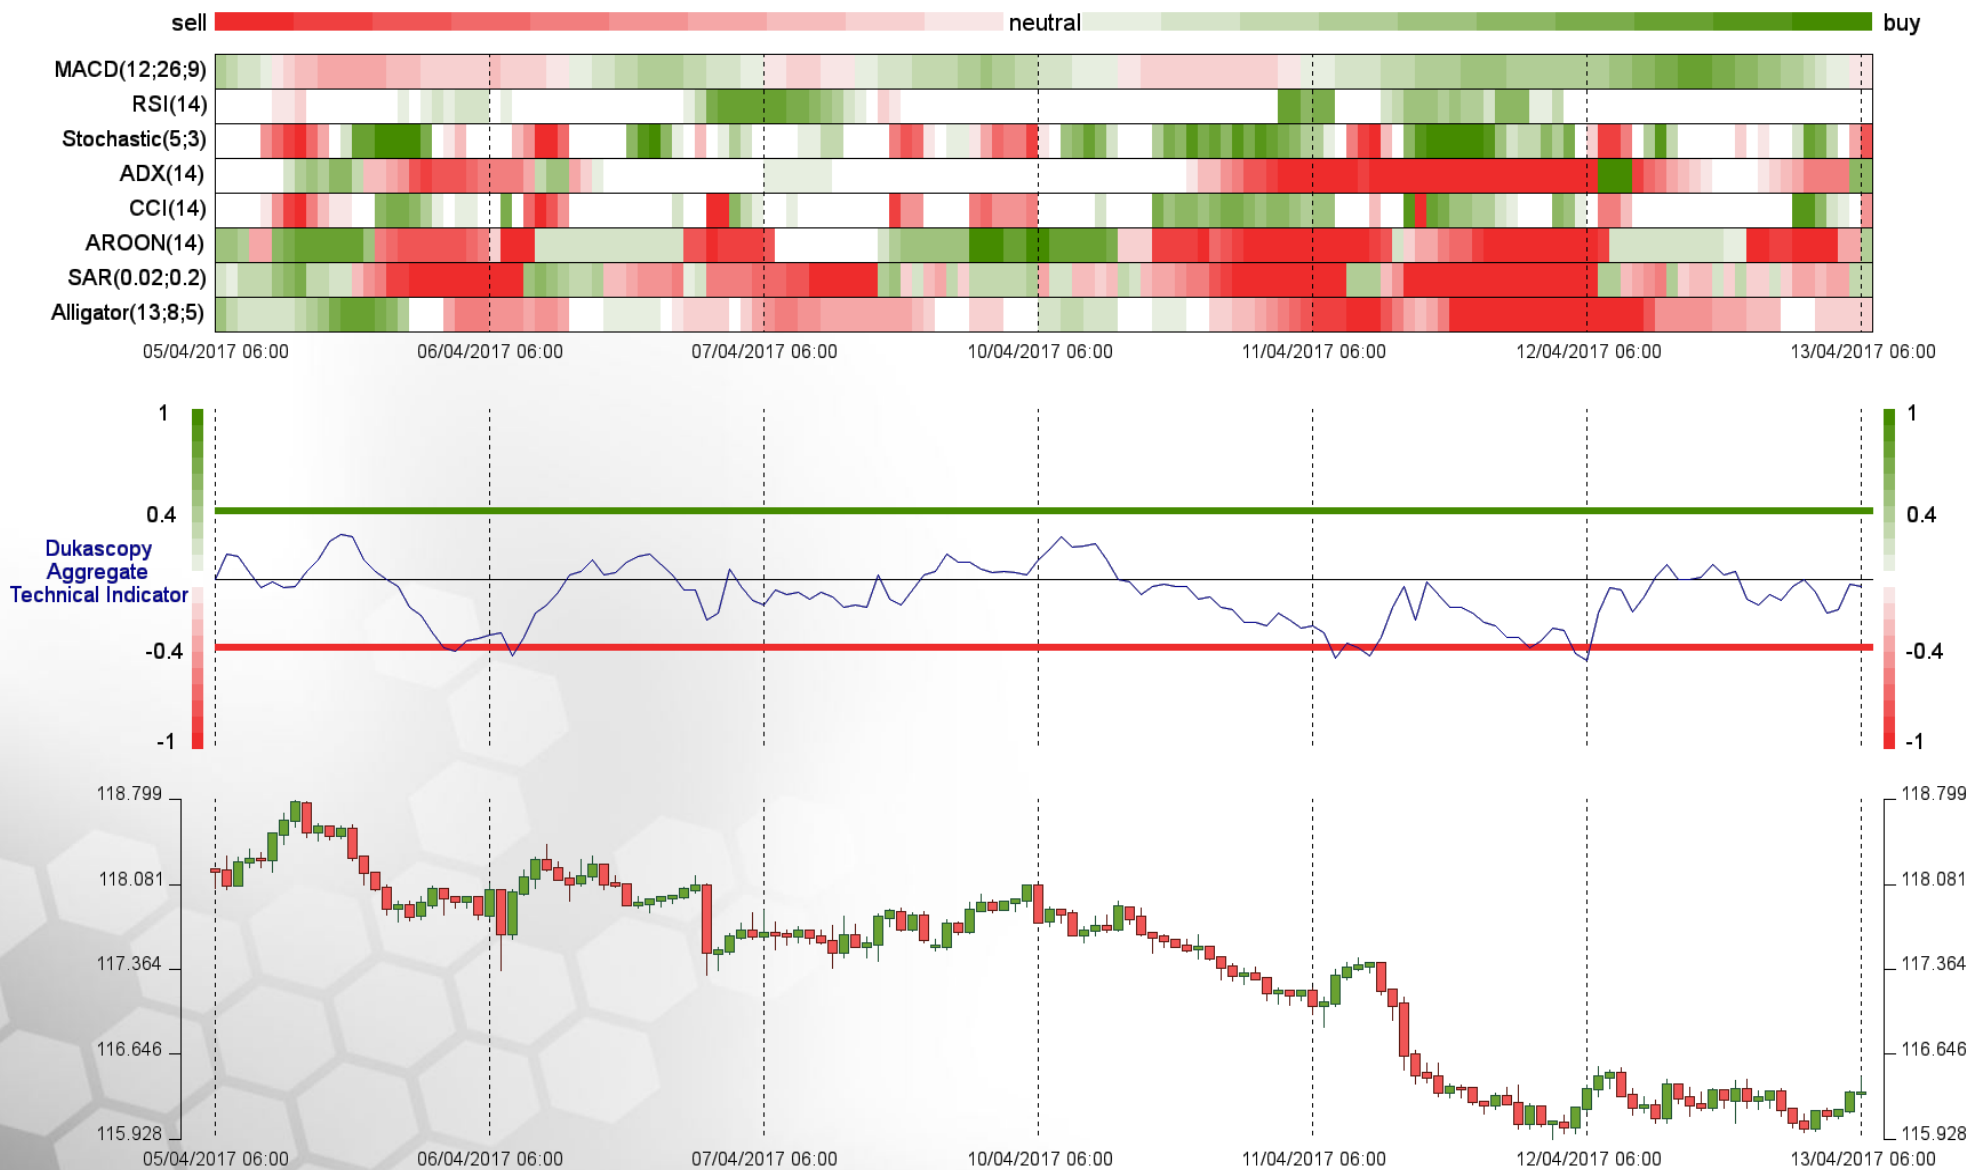 sell neutral buy
MACD(12;26;9)
RSI(14)
Stochastic(5;3)
ADX(14)
CCI(14)
AROON(14)
SAR(0.02;0.2)
Alligator(13;8;5)
05/04/2017 06:00 06/04/2017 06:00 07/04/2017 06:00 10/04/2017 06:00 11/04/2017 06:00 12/04/2017 06:00 13/04/2017 06:00
1 1
0.4 0.4
Dukascopy
Aggregate
Technical Indicator
-0.4 -0.4
-1 -1
118.799 118.799
118.081 118.081
117.364 117.364
116.646 116.646
115.928 115.928
05/04/2017 06:00 06/04/2017 06:00 07/04/2017 06:00 10/04/2017 06:00 11/04/2017 06:00 12/04/2017 06:00 13/04/2017 06:00